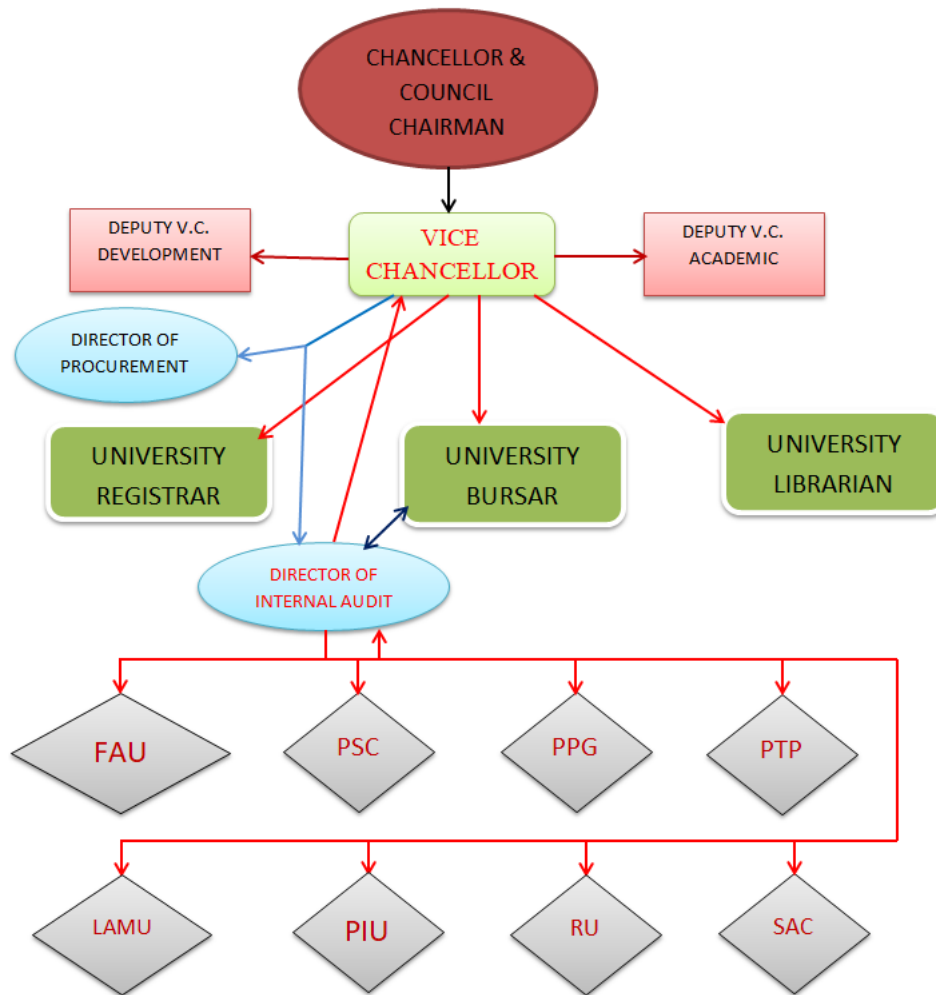 CHANCELLOR &
COUNCIL
CHAIRMAN
DEPUTY V.C.
DEVELOPMENT
VICE
CHANCELLOR
DEPUTY V.C.
ACADEMIC
DIRECTOR OF
PROCUREMENT
UNIVERSITY
REGISTRAR
UNIVERSITY
BURSAR
UNIVERSITY
LIBRARIAN
DIRECTOR OF
INTERNAL AUDIT
FAU
PSC
PPG
PTP
LAMU
PIU
RU
SAC